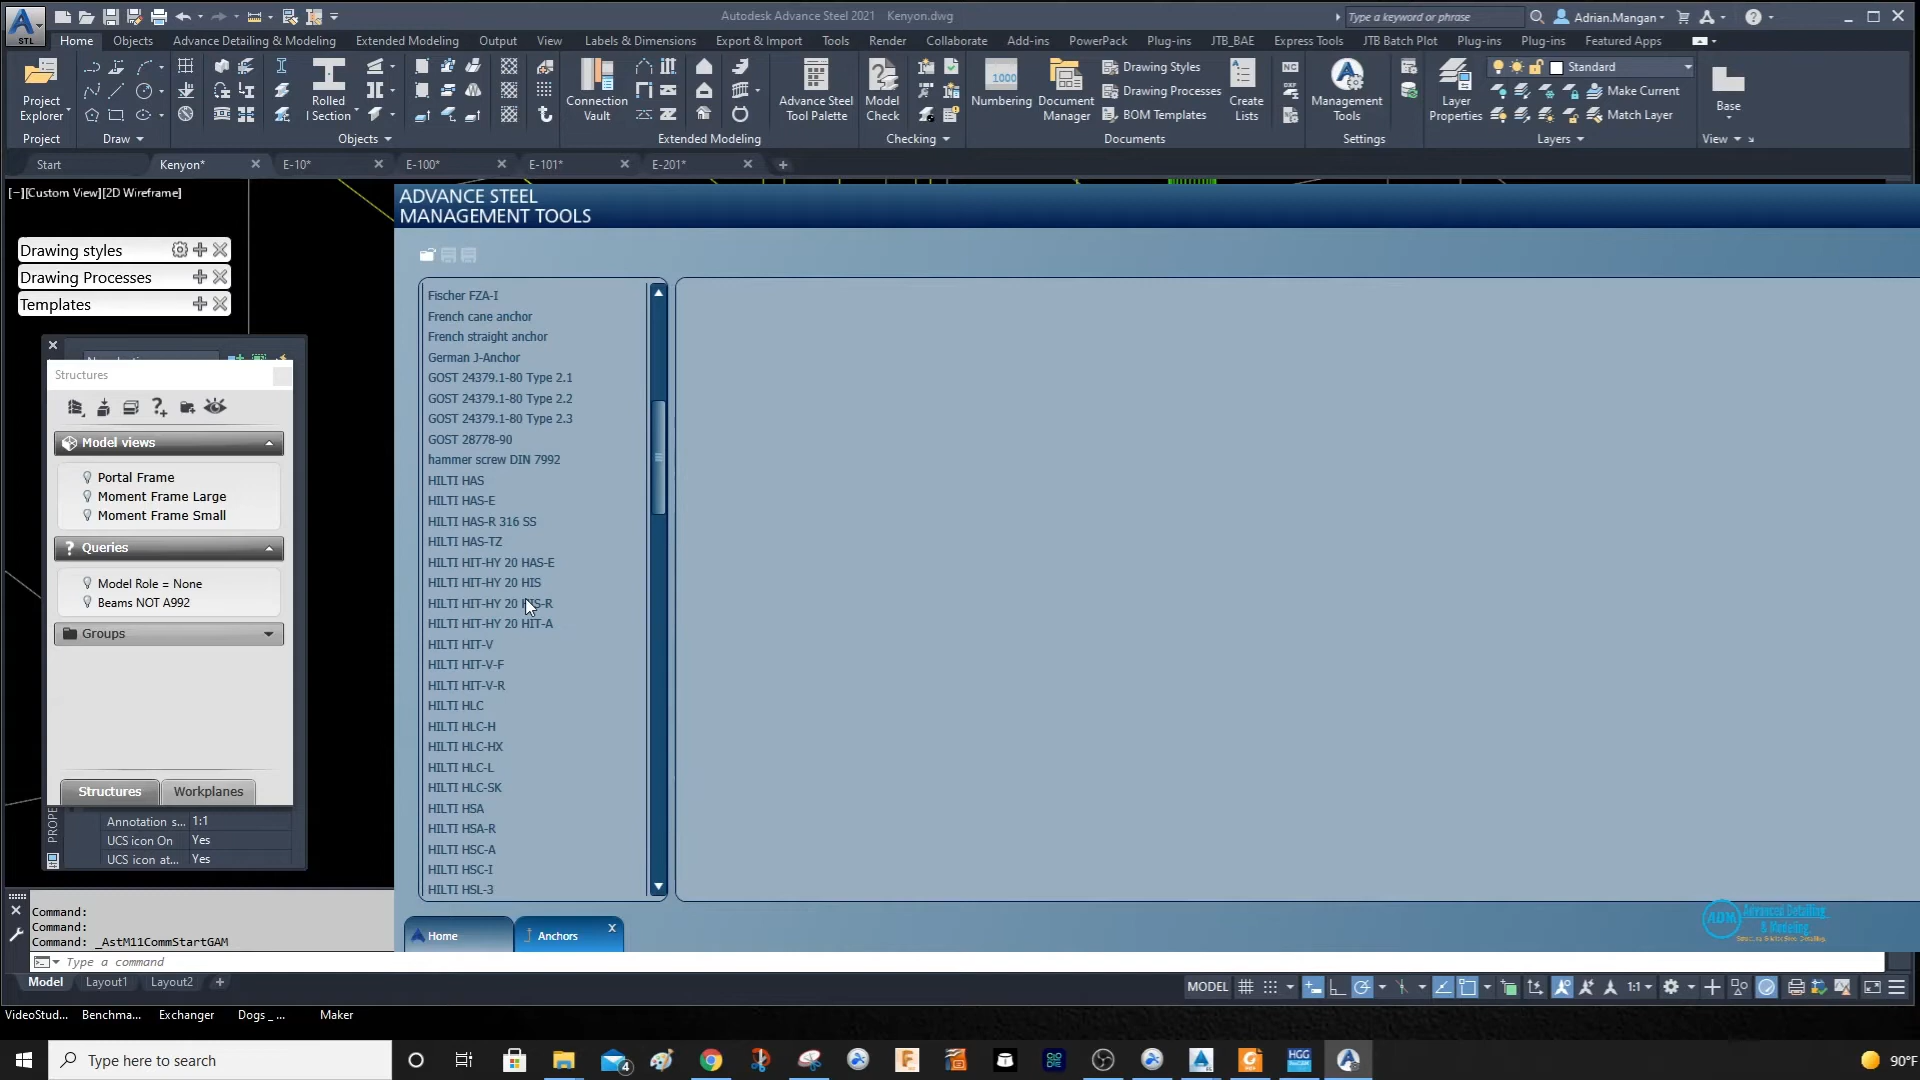 Autodesk Advance Steel 2021 Kenyon.dwg
Type a keyword or phrase
Adrian.Mangan
STL
Home Objects Advance Detailing & Modeling Extended Modeling Output View Labels & Dimensions Export & Import Tools Render Collaborate Add-ins PowerPack Plug-ins JTB_BAE Express Tools JTB Batch Plot Plug-ins Plug-ins Featured Apps
Project Explorer
Rolled I Section
Connection Vault
Advance Steel Tool Palette
Model Check
1000
Numbering
Document Manager
Drawing Styles
Drawing Processes
BOM Templates
Create Lists
NC
DXF
Management Tools
Layer Properties
Standard
Make Current
Match Layer
Base
Project Draw Objects Extended Modeling Checking Documents Settings Layers View
Start Kenyon* E-10* E-100* E-101* E-201*
[−][Custom View][2D Wireframe]
Drawing styles
Drawing Processes
Templates
Structures
Model views
Portal Frame
Moment Frame Large
Moment Frame Small
Queries
Model Role = None
Beams NOT A992
Groups
Structures Workplanes
PROPE
Annotation s... 1:1
UCS icon On Yes
UCS icon at... Yes
ADVANCE STEEL
MANAGEMENT TOOLS
Fischer FZA-I
French cane anchor
French straight anchor
German J-Anchor
GOST 24379.1-80 Type 2.1
GOST 24379.1-80 Type 2.2
GOST 24379.1-80 Type 2.3
GOST 28778-90
hammer screw DIN 7992
HILTI HAS
HILTI HAS-E
HILTI HAS-R 316 SS
HILTI HAS-TZ
HILTI HIT-HY 20 HAS-E
HILTI HIT-HY 20 HIS
HILTI HIT-HY 20 HIS-R
HILTI HIT-HY 20 HIT-A
HILTI HIT-V
HILTI HIT-V-F
HILTI HIT-V-R
HILTI HLC
HILTI HLC-H
HILTI HLC-HX
HILTI HLC-L
HILTI HLC-SK
HILTI HSA
HILTI HSA-R
HILTI HSC-A
HILTI HSC-I
HILTI HSL-3
Home Anchors
ADM Advanced Detailing
& Modeling
Command:
Command:
Command: _AstM11CommStartGAM
Type a command
Model Layout1 Layout2
MODEL 1:1
VideoStud... Benchma... Exchanger Dogs _ ... Maker
Type here to search
4
HGG
90°F